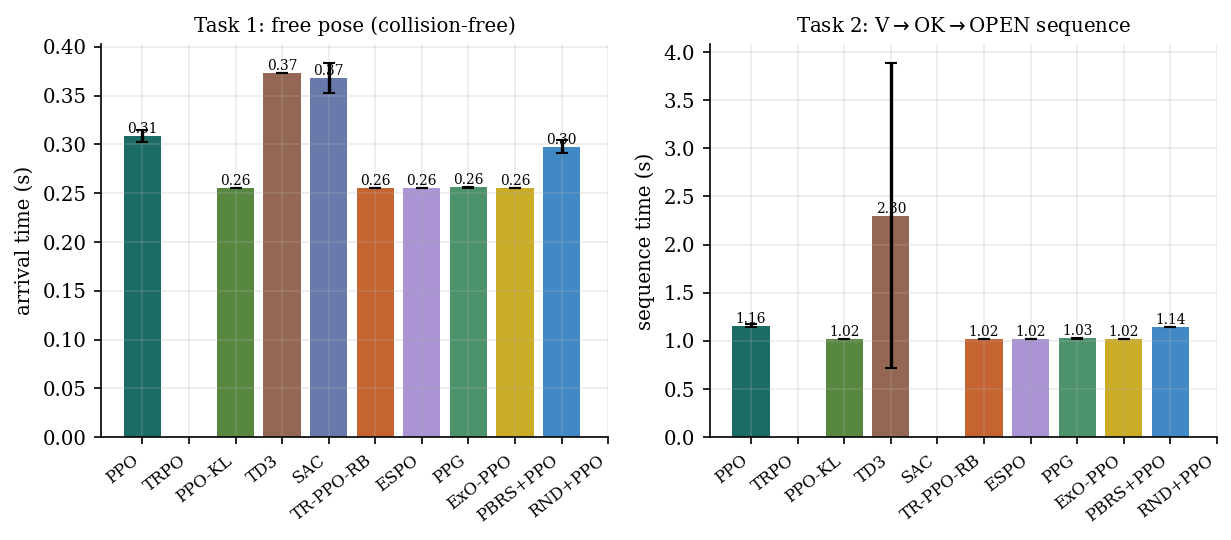 Task 1: free pose (collision-free)
arrival time (s)
0.40
0.35
0.30
0.25
0.20
0.15
0.10
0.05
0.00
0.31
0.26
0.37
0.37
0.26
0.26
0.26
0.26
0.30
PPO
TRPO
PPO-KL
TD3
SAC
TR-PPO-RB
ESPO
PPG
ExO-PPO
PBRS+PPO
RND+PPO
Task 2: V→OK→OPEN sequence
sequence time (s)
4.0
3.5
3.0
2.5
2.0
1.5
1.0
0.5
0.0
1.16
1.02
2.30
1.02
1.02
1.03
1.02
1.14
PPO
TRPO
PPO-KL
TD3
SAC
TR-PPO-RB
ESPO
PPG
ExO-PPO
PBRS+PPO
RND+PPO